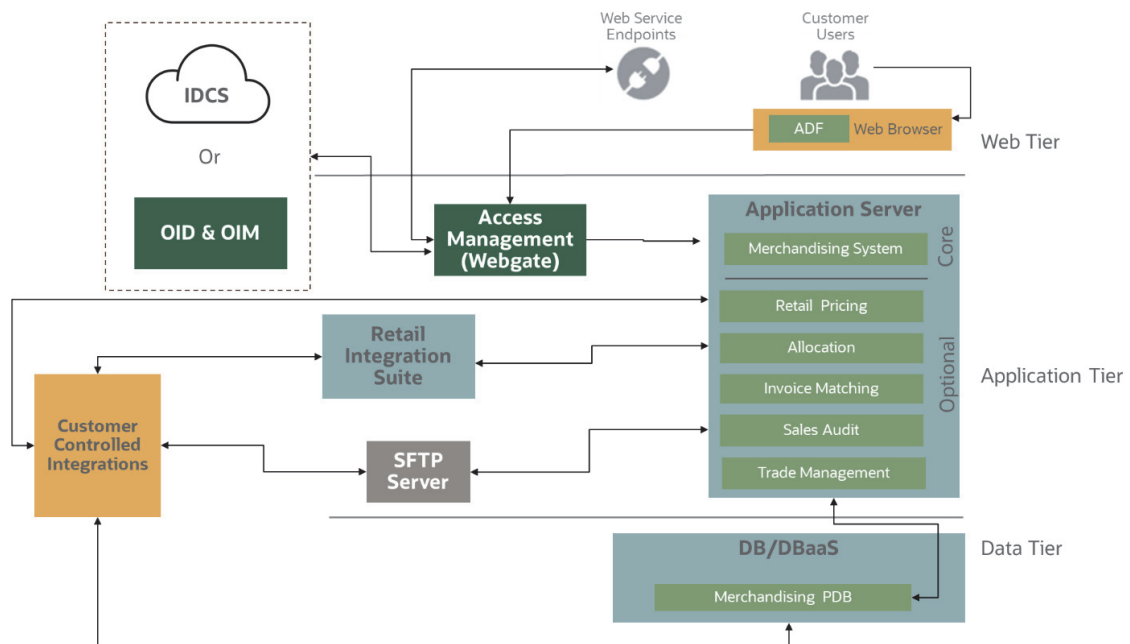 Web Service
Endpoints
Customer
Users
IDCS
Or
OID & OIM
ADF
Web Browser
Web Tier
Access
Management
(Webgate)
Application Server
Merchandising System
Core
Retail Pricing
Allocation
Invoice Matching
Sales Audit
Trade Management
Optional
Application Tier
Retail
Integration
Suite
Customer
Controlled
Integrations
SFTP
Server
DB/DBaaS
Merchandising PDB
Data Tier